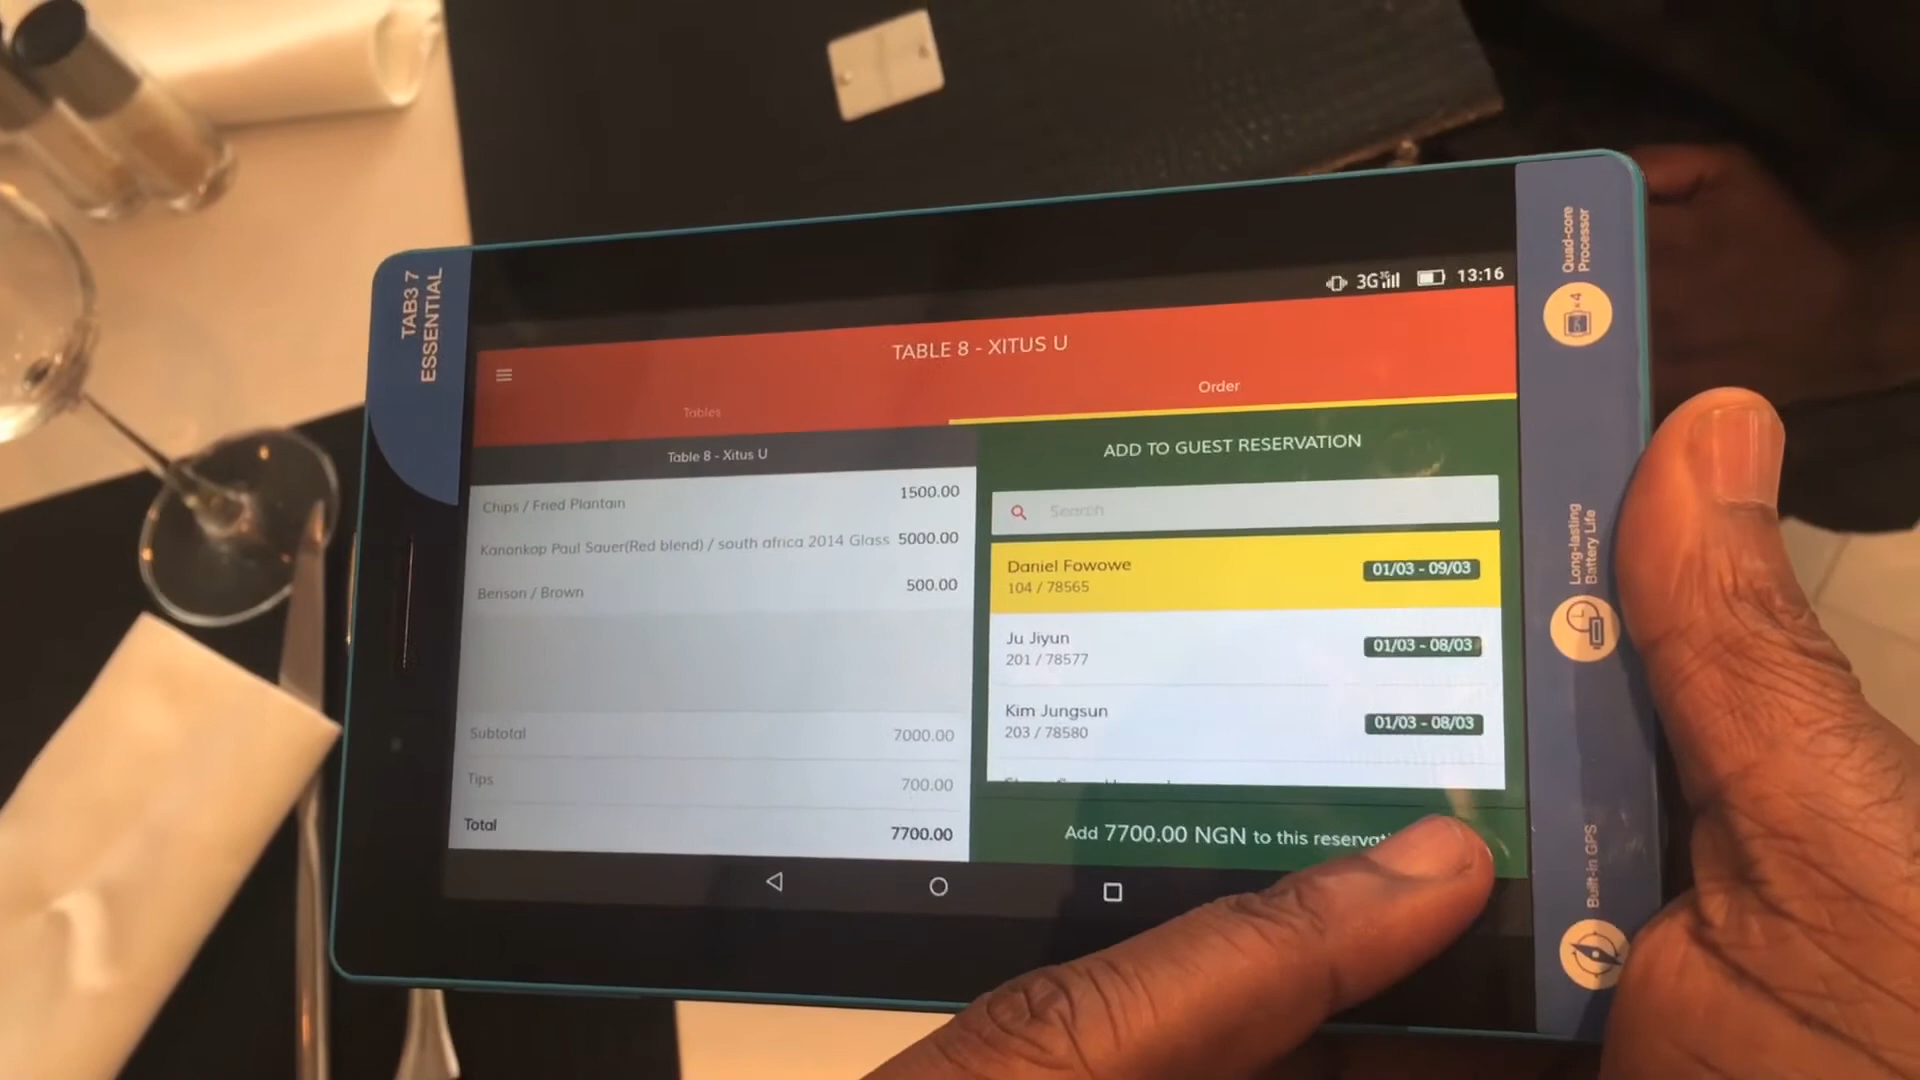 TAB3 7
ESSENTIAL
3G 13:16
TABLE 8 - XITUS U
Tables
Order
Table 8 - Xitus U
Chips / Fried Plantain 1500.00
Kanonkop Paul Sauer(Red blend) / south africa 2014 Glass 5000.00
Benson / Brown 500.00
Subtotal 7000.00
Tips 700.00
Total 7700.00
ADD TO GUEST RESERVATION
Search
Daniel Fowowe
104 / 78565
01/03 - 09/03
Ju Jiyun
201 / 78577
01/03 - 08/03
Kim Jungsun
203 / 78580
01/03 - 08/03
Add 7700.00 NGN to this
Quad-core
Processor
×4
Long-lasting
Battery Life
Built-in GPS